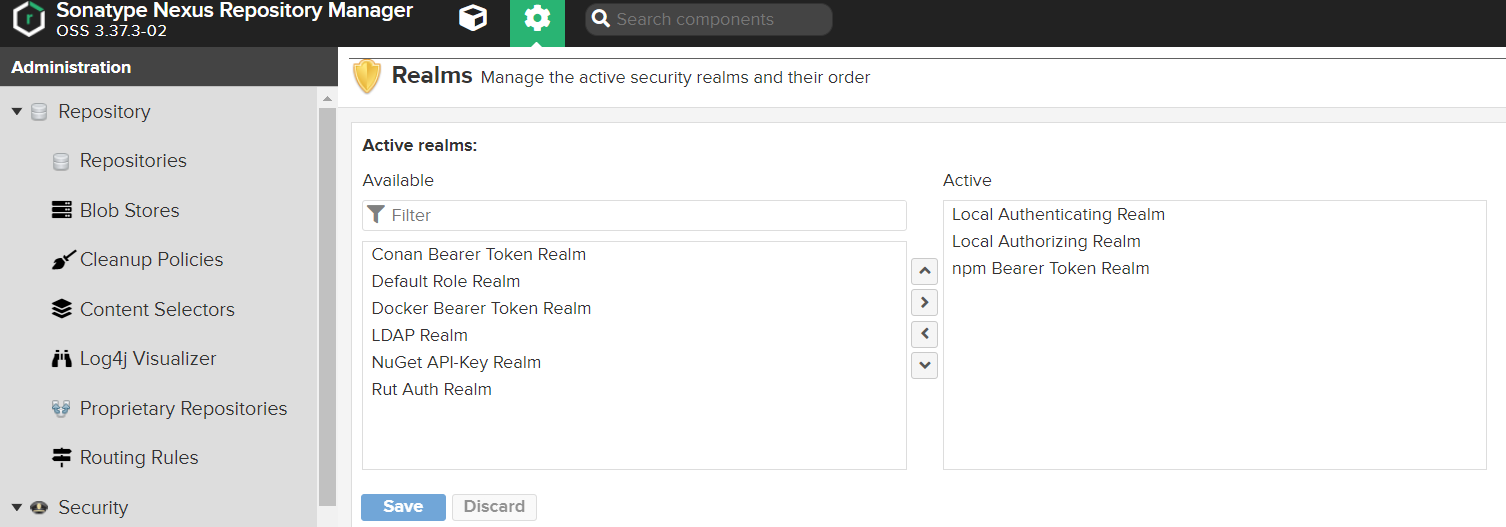 Sonatype Nexus Repository Manager
OSS 3.37.3-02
Search components
Administration
Repository
Repositories
Blob Stores
Cleanup Policies
Content Selectors
Log4j Visualizer
Proprietary Repositories
Routing Rules
Security
Realms Manage the active security realms and their order
Active realms:
Available
Filter
Conan Bearer Token Realm
Default Role Realm
Docker Bearer Token Realm
LDAP Realm
NuGet API-Key Realm
Rut Auth Realm
Active
Local Authenticating Realm
Local Authorizing Realm
npm Bearer Token Realm
Save Discard